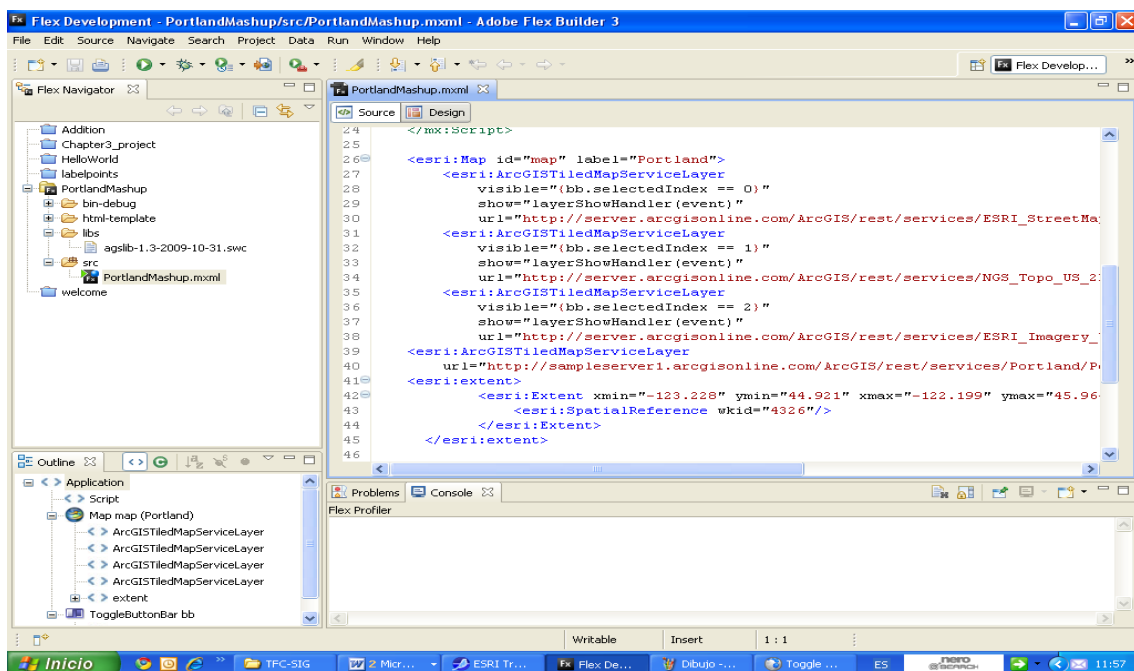 Flex Development - PortlandMashup/src/PortlandMashup.mxml - Adobe Flex Builder 3
File Edit Source Navigate Search Project Data Run Window Help
Flex Develop...
Flex Navigator
Addition
Chapter3_project
HelloWorld
labelpoints
PortlandMashup
bin-debug
html-template
libs
agslib-1.3-2009-10-31.swc
src
PortlandMashup.mxml
welcome
PortlandMashup.mxml
Source Design
24 </mx:Script>
25
26 <esri:Map id="map" label="Portland">
27 <esri:ArcGISTiledMapServiceLayer
28 visible="{bb.selectedIndex == 0}"
29 show="layerShowHandler(event)"
30 url="http://server.arcgisonline.com/ArcGIS/rest/services/ESRI_StreetMa
31 <esri:ArcGISTiledMapServiceLayer
32 visible="{bb.selectedIndex == 1}"
33 show="layerShowHandler(event)"
34 url="http://server.arcgisonline.com/ArcGIS/rest/services/NGS_Topo_US_2
35 <esri:ArcGISTiledMapServiceLayer
36 visible="{bb.selectedIndex == 2}"
37 show="layerShowHandler(event)"
38 url="http://server.arcgisonline.com/ArcGIS/rest/services/ESRI_Imagery_
39 <esri:ArcGISTiledMapServiceLayer
40 url="http://sampleserver1.arcgisonline.com/ArcGIS/rest/services/Portland/P
41 <esri:extent>
42 <esri:Extent xmin="-123.228" ymin="44.921" xmax="-122.199" ymax="45.96
43 <esri:SpatialReference wkid="4326"/>
44 </esri:Extent>
45 </esri:extent>
46
Outline
Application
Script
Map map (Portland)
ArcGISTiledMapServiceLayer
ArcGISTiledMapServiceLayer
ArcGISTiledMapServiceLayer
ArcGISTiledMapServiceLayer
extent
ToggleButtonBar bb
Problems Console
Flex Profiler
Writable Insert 1 : 1
Inicio TFC-SIG 2 Micr... ESRI Tr... Flex De... Dibujo -... Toggle ... ES nero SEARCH 11:57